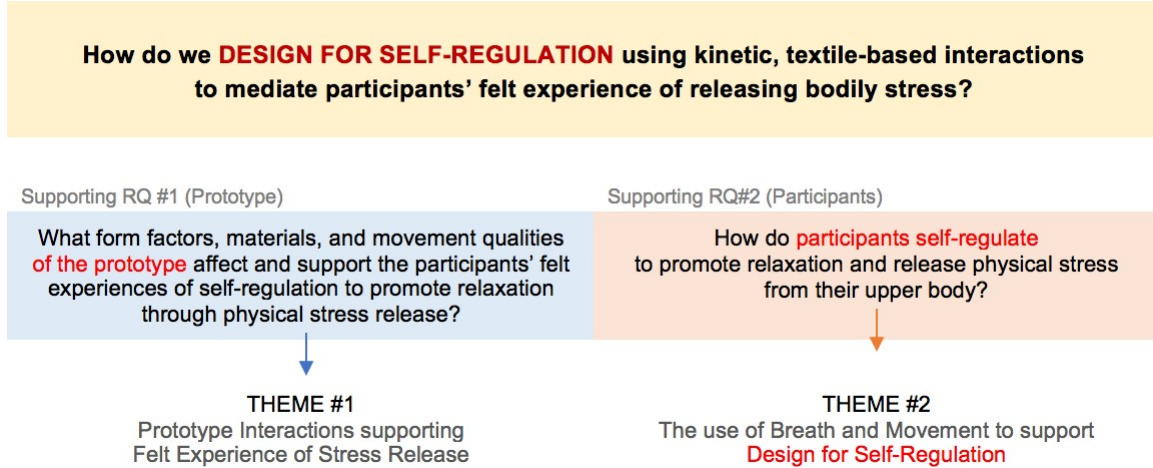 How do we DESIGN FOR SELF-REGULATION using kinetic, textile-based interactions
to mediate participants’ felt experience of releasing bodily stress?
Supporting RQ #1 (Prototype)
What form factors, materials, and movement qualities
of the prototype affect and support the participants’ felt
experiences of self-regulation to promote relaxation
through physical stress release?
Supporting RQ#2 (Participants)
How do participants self-regulate
to promote relaxation and release physical stress
from their upper body?
THEME #1
Prototype Interactions supporting
Felt Experience of Stress Release
THEME #2
The use of Breath and Movement to support
Design for Self-Regulation